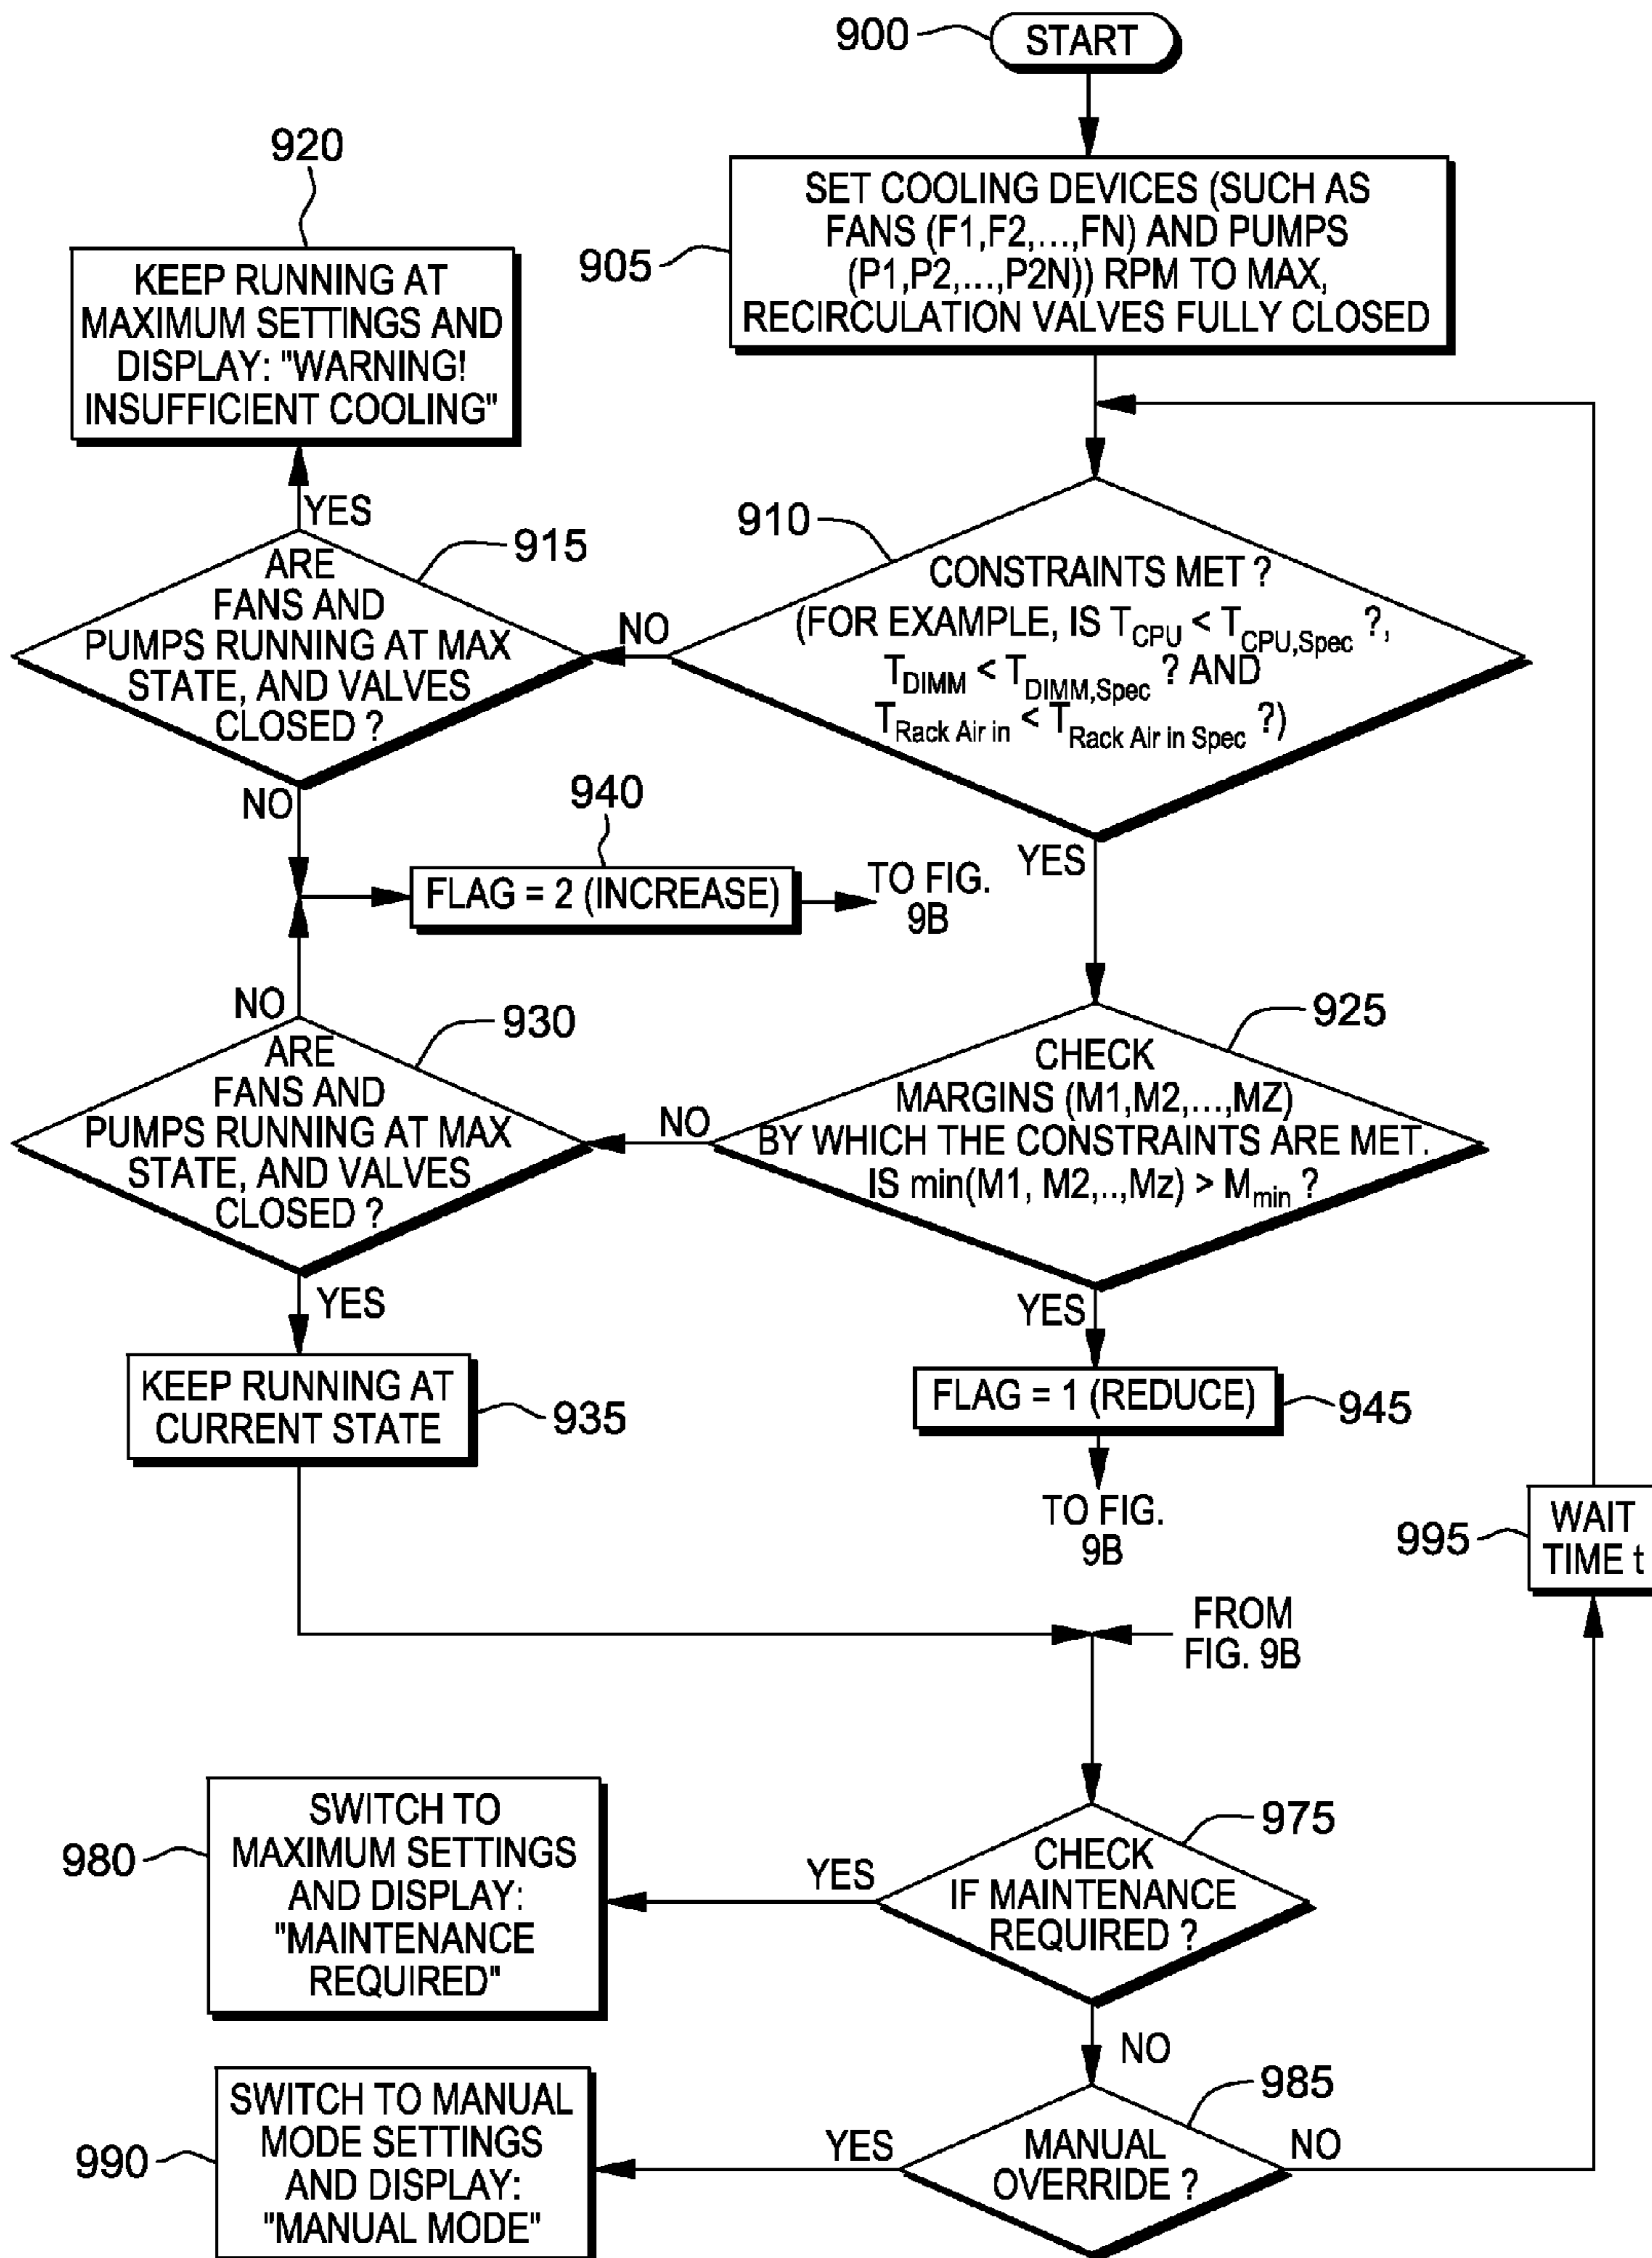 900
START
920
905
SET COOLING DEVICES (SUCH AS
FANS (F1,F2,...,FN) AND PUMPS
(P1,P2,...,P2N)) RPM TO MAX,
RECIRCULATION VALVES FULLY CLOSED
KEEP RUNNING AT
MAXIMUM SETTINGS AND
DISPLAY: "WARNING!
INSUFFICIENT COOLING"
YES
915
ARE
FANS AND
PUMPS RUNNING AT MAX
STATE, AND VALVES
CLOSED ?
NO
910
CONSTRAINTS MET ?
(FOR EXAMPLE, IS T_CPU < T_CPU,Spec ?,
T_DIMM < T_DIMM,Spec ? AND
T_Rack Air in < T_Rack Air in Spec ?)
NO
YES
940
FLAG = 2 (INCREASE)
TO FIG.
9B
NO
930
ARE
FANS AND
PUMPS RUNNING AT MAX
STATE, AND VALVES
CLOSED ?
NO
925
CHECK
MARGINS (M1,M2,...,MZ)
BY WHICH THE CONSTRAINTS ARE MET.
IS min(M1, M2,..,Mz) > M_min ?
YES
YES
KEEP RUNNING AT
CURRENT STATE
935
FLAG = 1 (REDUCE)
945
TO FIG.
9B
995
WAIT
TIME t
FROM
FIG. 9B
980
SWITCH TO
MAXIMUM SETTINGS
AND DISPLAY:
"MAINTENANCE
REQUIRED"
YES
975
CHECK
IF MAINTENANCE
REQUIRED ?
NO
990
SWITCH TO MANUAL
MODE SETTINGS
AND DISPLAY:
"MANUAL MODE"
YES
985
MANUAL
OVERRIDE ?
NO